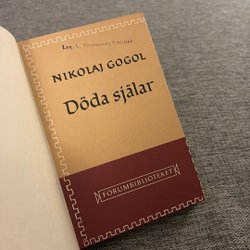 NIKOLAJ GOGOL
Döda själar
FORUMBIBLIOTEKET